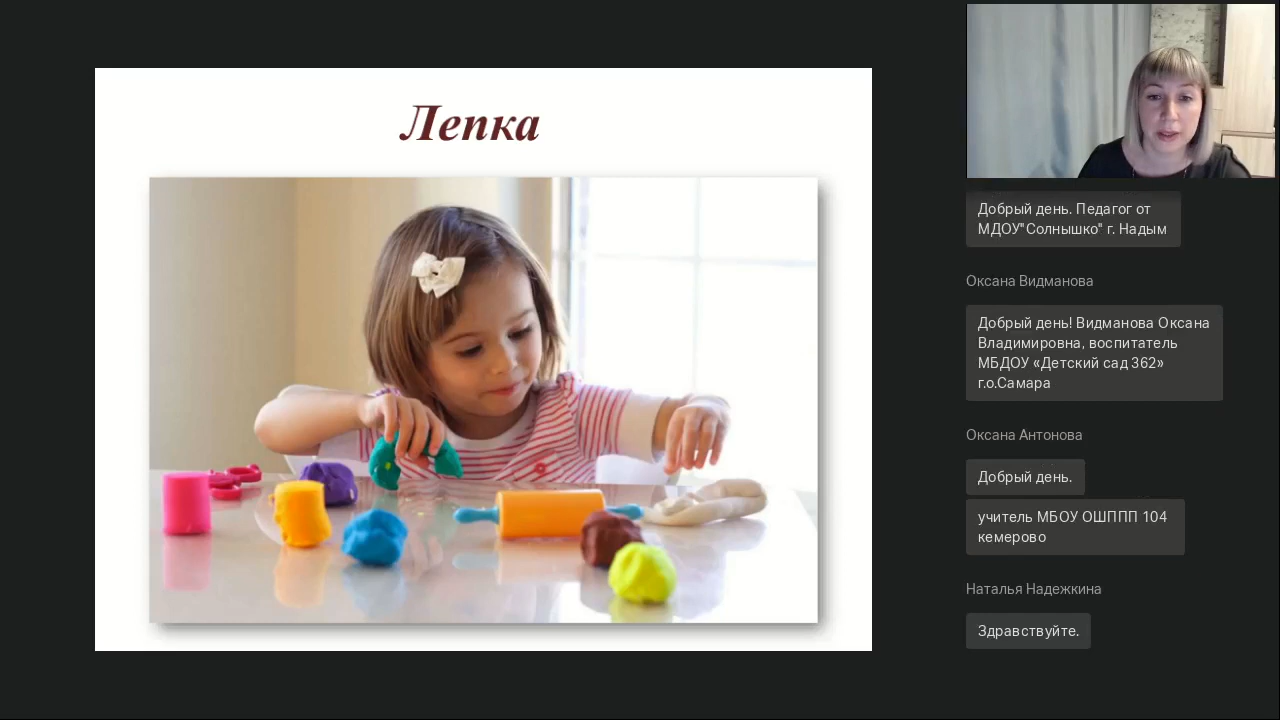 Лепка
Добрый день. Педагог от
МДОУ"Солнышко" г. Надым
Оксана Видманова
Добрый день! Видманова Оксана
Владимировна, воспитатель
МБДОУ «Детский сад 362»
г.о.Самара
Оксана Антонова
Добрый день.
учитель МБОУ ОШППП 104
кемерово
Наталья Надежкина
Здравствуйте.